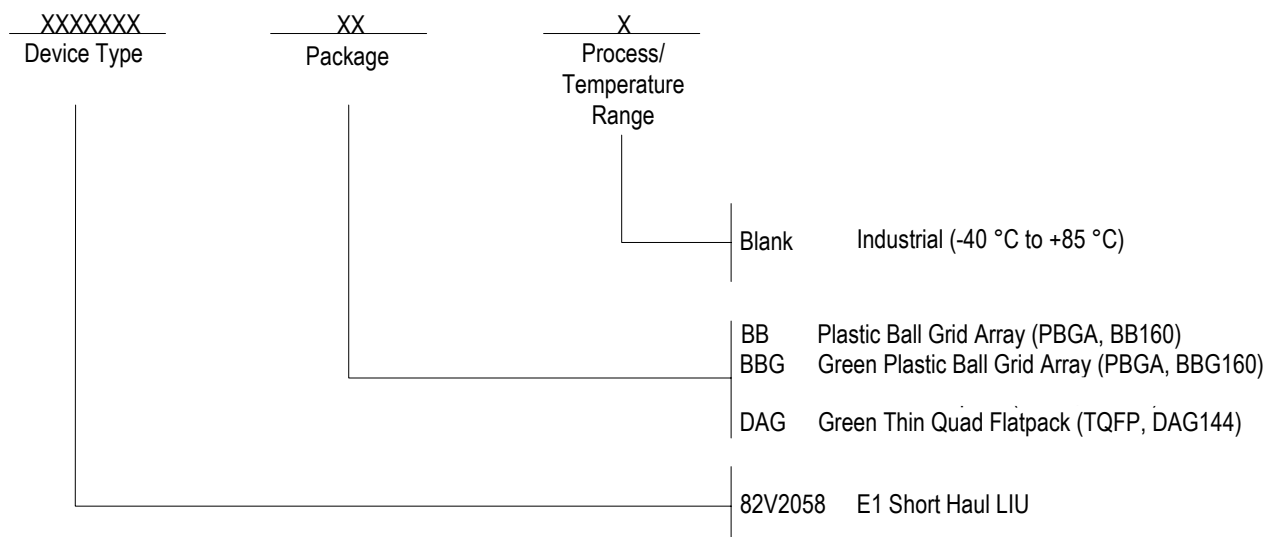 XXXXXXX XX X
Device Type Package Process/
Temperature
Range
Blank Industrial (-40 °C to +85 °C)
BB Plastic Ball Grid Array (PBGA, BB160)
BBG Green Plastic Ball Grid Array (PBGA, BBG160)
DAG Green Thin Quad Flatpack (TQFP, DAG144)
82V2058 E1 Short Haul LIU